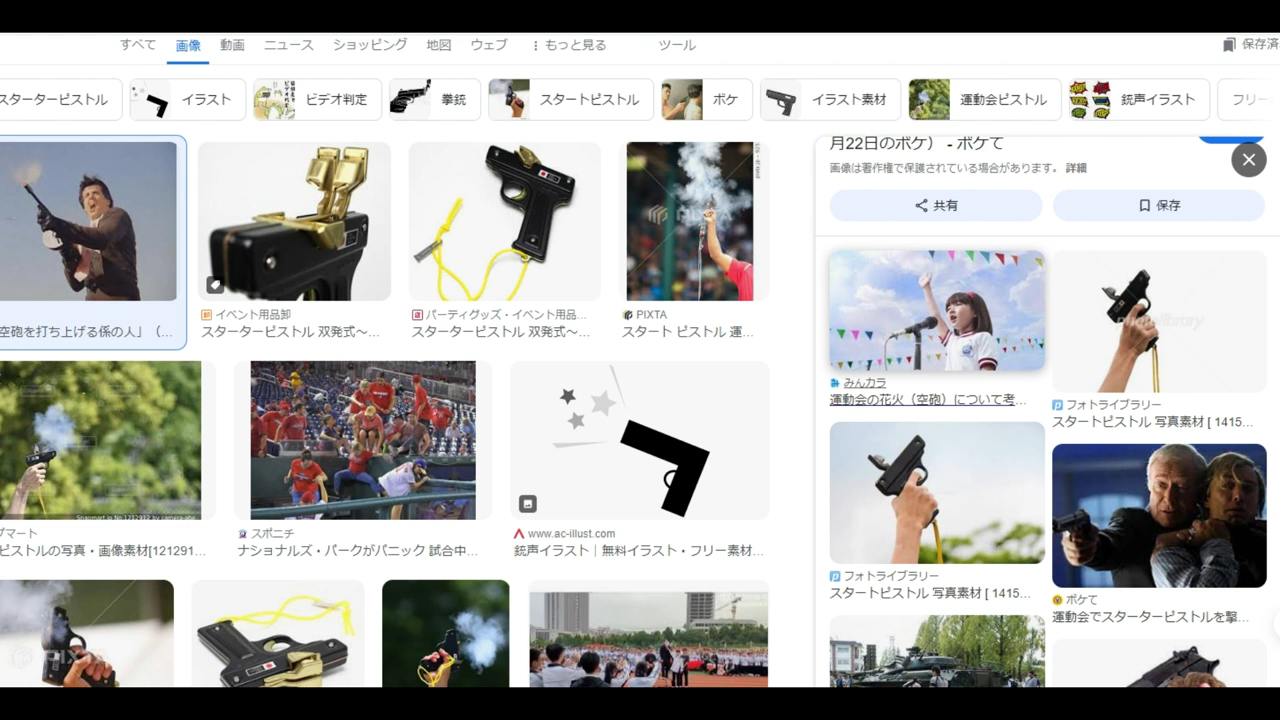 すべて
画像
動画
ニュース
ショッピング
地図
ウェブ
もっと見る
ツール
保存済
スターターピストル
イラスト
ビデオ判定
拳銃
スタートピストル
ボケ
イラスト素材
運動会ピストル
銃声イラスト
フリー
月22日のボケ） - ボケて
画像は著作権で保護されている場合があります。 詳細
共有
保存
空砲を打ち上げる係の人」（...
イベント用品卸
スターターピストル 双発式～...
パーティグッズ・イベント用品...
スターターピストル 双発式～...
PIXTA
スタート ピストル 運...
みんカラ
運動会の花火（空砲）について考...
フォトライブラリー
スタートピストル 写真素材 [ 1415...
プマート
ピストルの写真・画像素材[121291...
スポニチ
ナショナルズ・パークがパニック 試合中...
www.ac-illust.com
銃声イラスト｜無料イラスト・フリー素材...
フォトライブラリー
スタートピストル 写真素材 [ 1415...
ボケて
運動会でスターターピストルを撃...
PIXTA